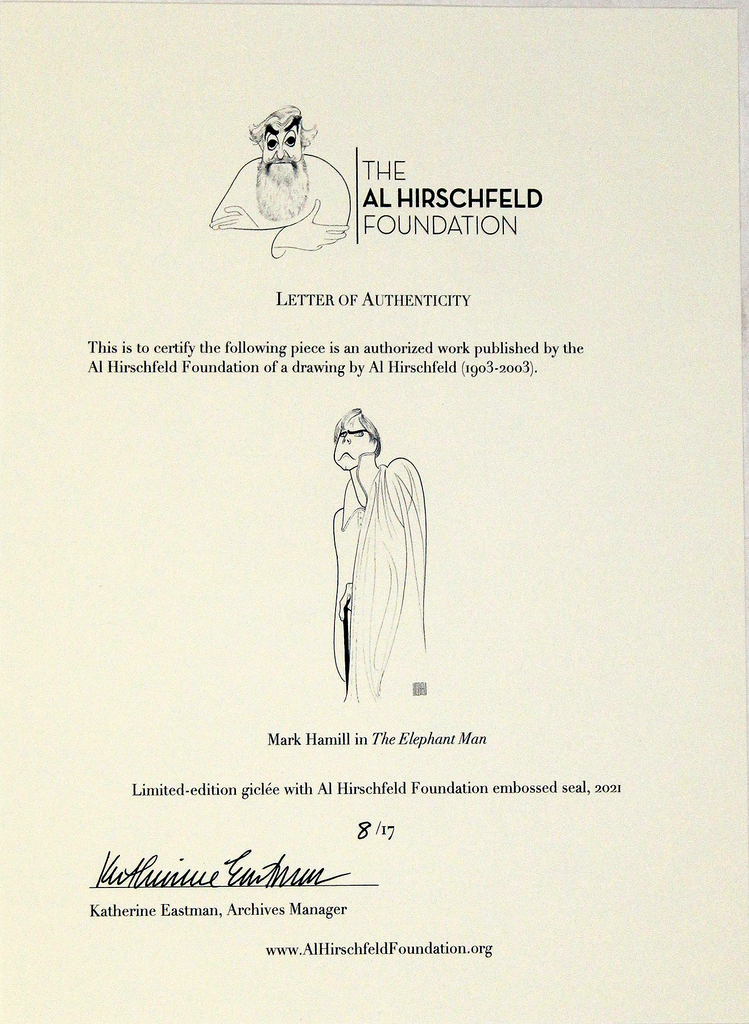 THE
AL HIRSCHFELD
FOUNDATION
LETTER OF AUTHENTICITY
This is to certify the following piece is an authorized work published by the
Al Hirschfeld Foundation of a drawing by Al Hirschfeld (1903-2003).
Mark Hamill in The Elephant Man
Limited-edition giclée with Al Hirschfeld Foundation embossed seal, 2021
8/17
Katherine Eastman
Katherine Eastman, Archives Manager
www.AlHirschfeldFoundation.org